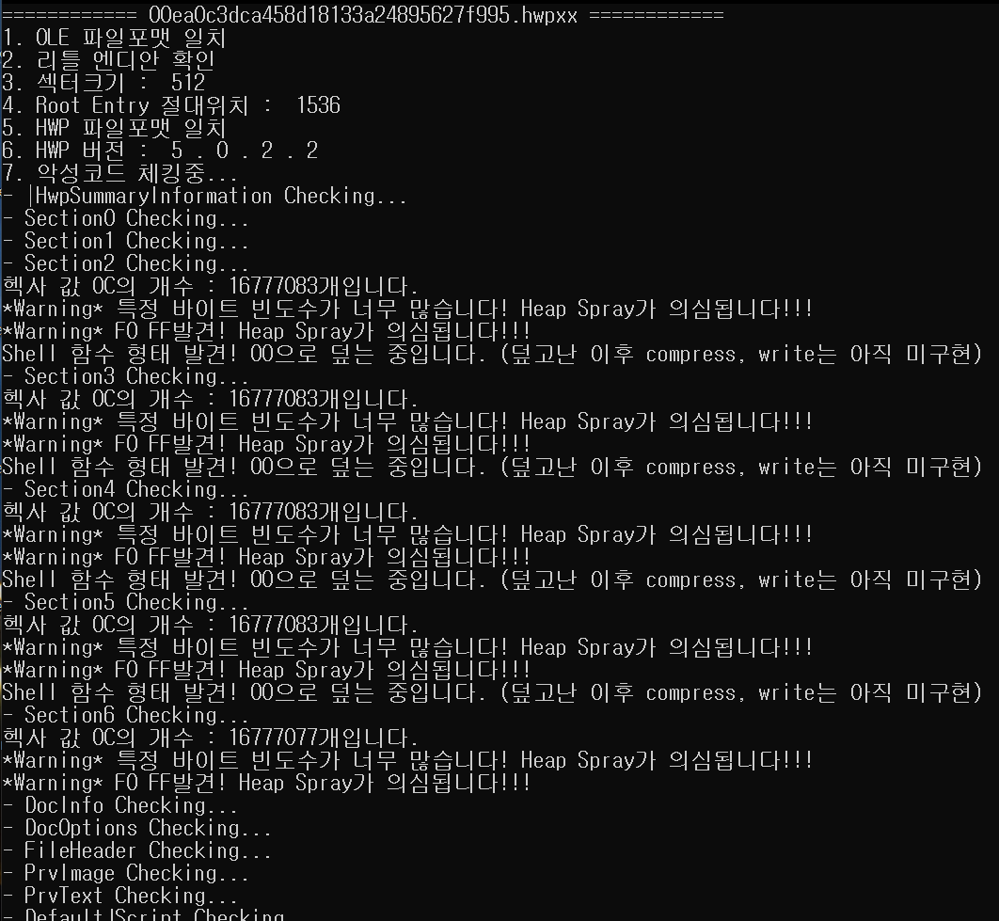 ============ 00ea0c3dca458d18133a24895627f995.hwpxx ============
1. OLE 파일포맷 일치
2. 리틀 엔디안 확인
3. 섹터크기 :  512
4. Root Entry 절대위치 :  1536
5. HWP 파일포맷 일치
6. HWP 버전 :  5 . 0 . 2 . 2
7. 악성코드 체킹중...
- |HwpSummaryInformation Checking...
- Section0 Checking...
- Section1 Checking...
- Section2 Checking...
헥사 값 0C의 개수 : 16777083개입니다.
*Warning* 특정 바이트 빈도수가 너무 많습니다! Heap Spray가 의심됩니다!!!
*Warning* F0 FF발견! Heap Spray가 의심됩니다!!!
Shell 함수 형태 발견! 00으로 덮는 중입니다. (덮고난 이후 compress, write는 아직 미구현)
- Section3 Checking...
헥사 값 0C의 개수 : 16777083개입니다.
*Warning* 특정 바이트 빈도수가 너무 많습니다! Heap Spray가 의심됩니다!!!
*Warning* F0 FF발견! Heap Spray가 의심됩니다!!!
Shell 함수 형태 발견! 00으로 덮는 중입니다. (덮고난 이후 compress, write는 아직 미구현)
- Section4 Checking...
헥사 값 0C의 개수 : 16777083개입니다.
*Warning* 특정 바이트 빈도수가 너무 많습니다! Heap Spray가 의심됩니다!!!
*Warning* F0 FF발견! Heap Spray가 의심됩니다!!!
Shell 함수 형태 발견! 00으로 덮는 중입니다. (덮고난 이후 compress, write는 아직 미구현)
- Section5 Checking...
헥사 값 0C의 개수 : 16777083개입니다.
*Warning* 특정 바이트 빈도수가 너무 많습니다! Heap Spray가 의심됩니다!!!
*Warning* F0 FF발견! Heap Spray가 의심됩니다!!!
Shell 함수 형태 발견! 00으로 덮는 중입니다. (덮고난 이후 compress, write는 아직 미구현)
- Section6 Checking...
헥사 값 0C의 개수 : 16777077개입니다.
*Warning* 특정 바이트 빈도수가 너무 많습니다! Heap Spray가 의심됩니다!!!
*Warning* F0 FF발견! Heap Spray가 의심됩니다!!!
- DocInfo Checking...
- DocOptions Checking...
- FileHeader Checking...
- PrvImage Checking...
- PrvText Checking...
- DefaultJScript Checking